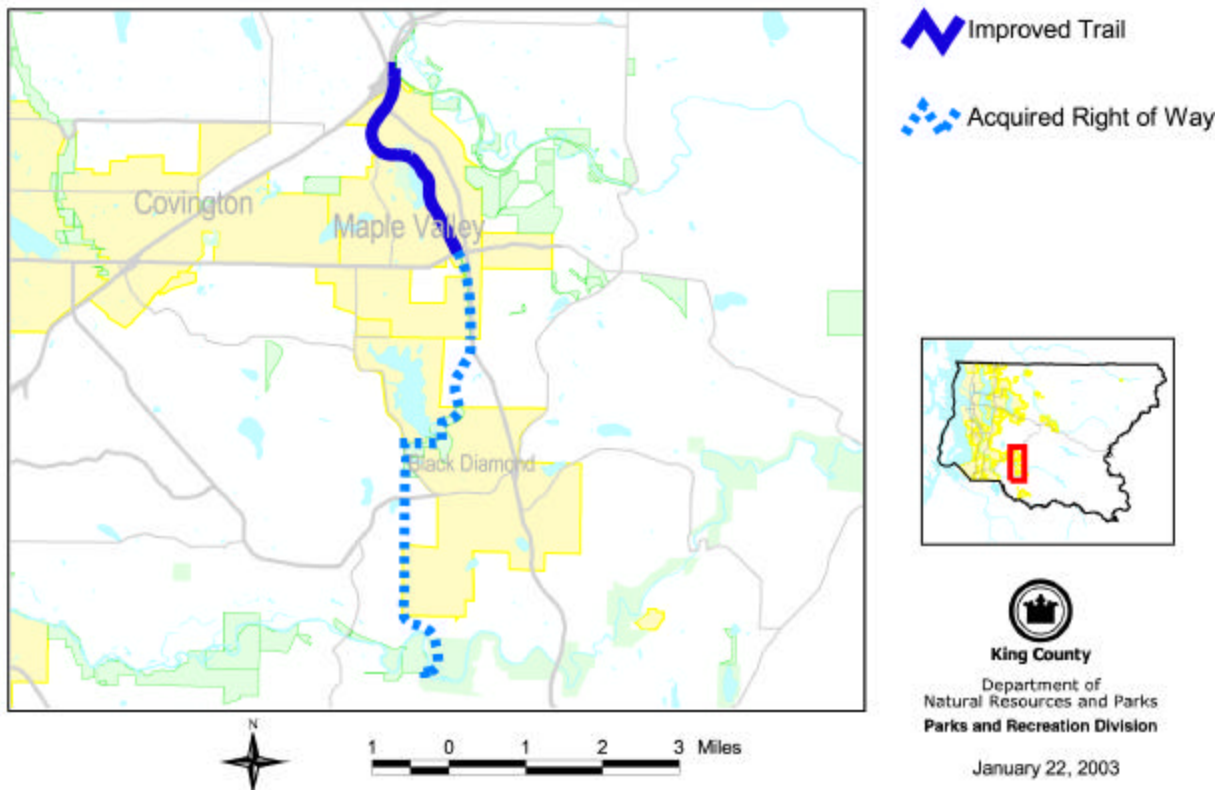 Improved Trail
Acquired Right of Way
Covington
Maple Valley
Black Diamond
King County
Department of
Natural Resources and Parks
Parks and Recreation Division
January 22, 2003
N
1 0 1 2 3 Miles